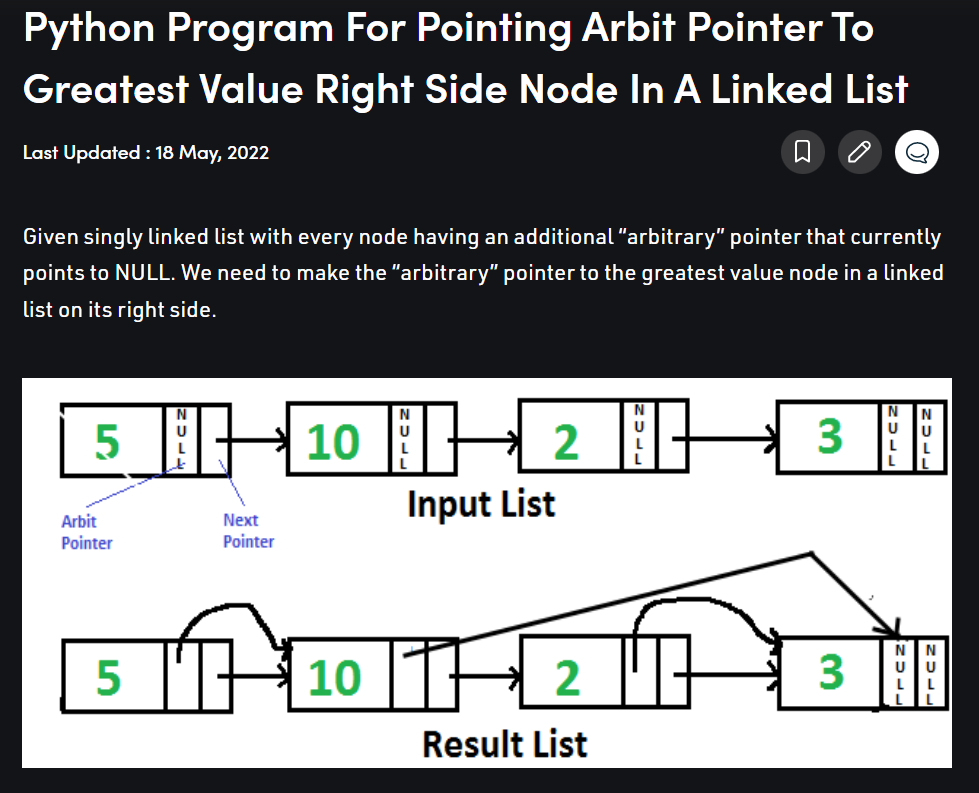 Python Program For Pointing Arbit Pointer To
Greatest Value Right Side Node In A Linked List
Last Updated : 18 May, 2022
Given singly linked list with every node having an additional “arbitrary” pointer that currently
points to NULL. We need to make the “arbitrary” pointer to the greatest value node in a linked
list on its right side.
5 NULL 10 NULL 2 NULL 3 NULL NULL
Arbit Pointer
Next Pointer
Input List
5 10 2 3 NULL NULL
Result List